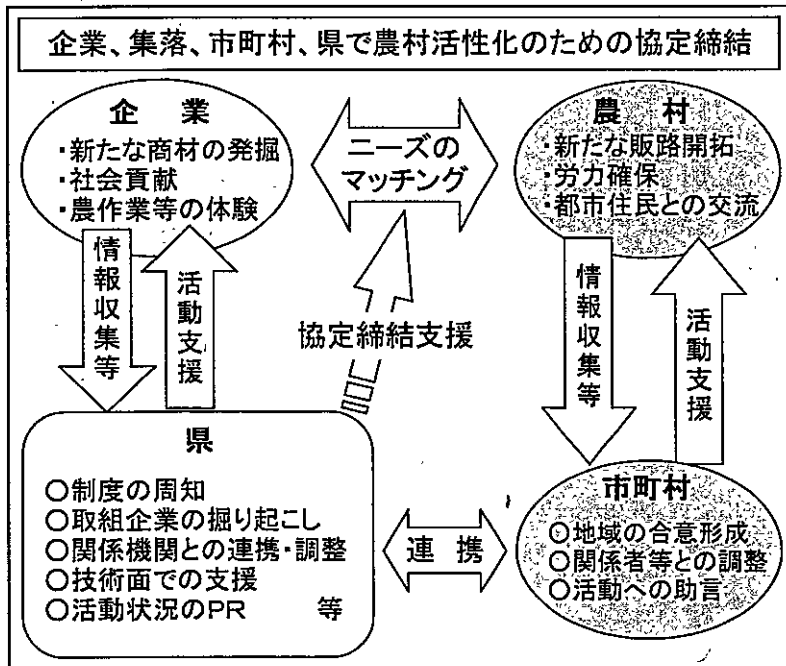 企業、集落、市町村、県で農村活性化のための協定締結
企　業
・新たな商材の発掘
・社会貢献
・農作業等の体験
ニーズの
マッチング
農　村
・新たな販路開拓
・労力確保
・都市住民との交流
情報収集等
活動支援
協定締結支援
情報収集等
活動支援
県
○制度の周知
○取組企業の掘り起こし
○関係機関との連携・調整
○技術面での支援
○活動状況のPR　等
連　携
市町村
○地域の合意形成
○関係者等との調整
○活動への助言